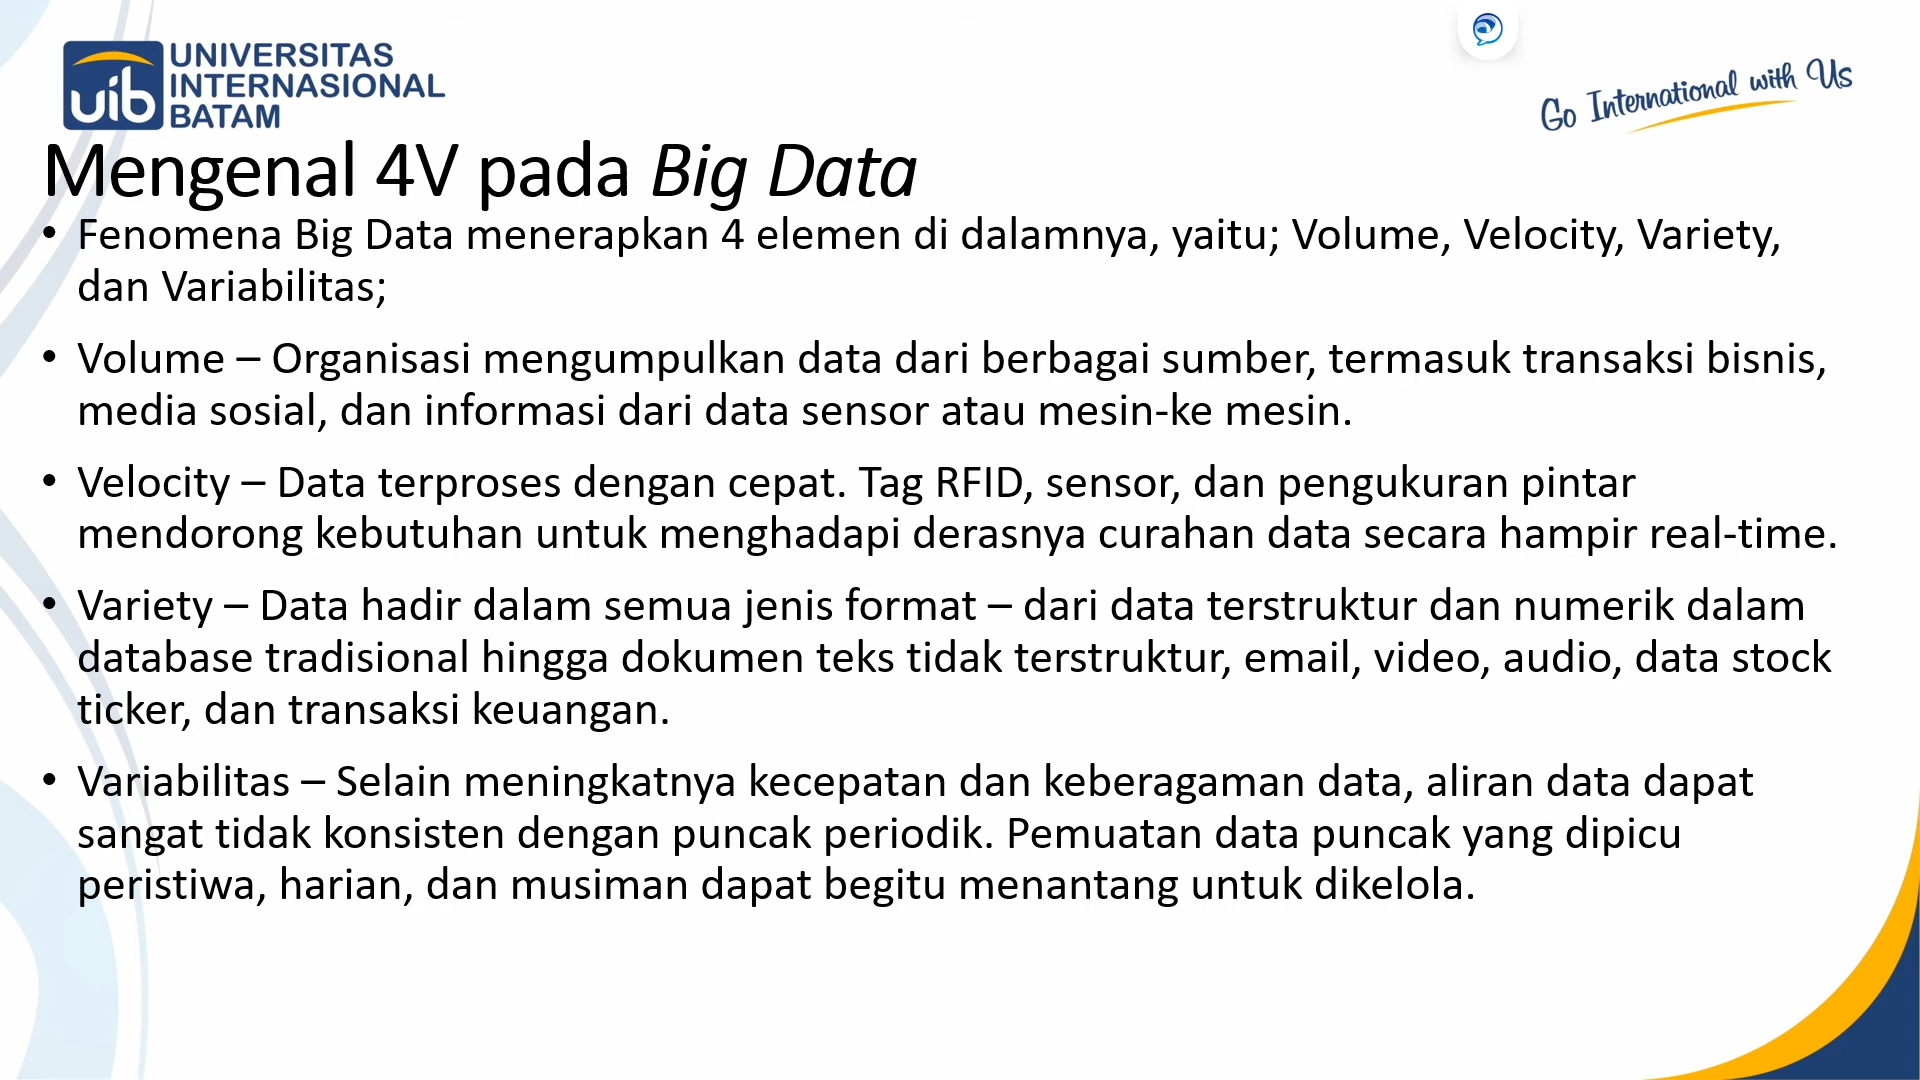 UNIVERSITAS
INTERNASIONAL
BATAM
uib
Go International with Us
Mengenal 4V pada Big Data
• Fenomena Big Data menerapkan 4 elemen di dalamnya, yaitu; Volume, Velocity, Variety,
dan Variabilitas;
• Volume – Organisasi mengumpulkan data dari berbagai sumber, termasuk transaksi bisnis,
media sosial, dan informasi dari data sensor atau mesin-ke mesin.
• Velocity – Data terproses dengan cepat. Tag RFID, sensor, dan pengukuran pintar
mendorong kebutuhan untuk menghadapi derasnya curahan data secara hampir real-time.
• Variety – Data hadir dalam semua jenis format – dari data terstruktur dan numerik dalam
database tradisional hingga dokumen teks tidak terstruktur, email, video, audio, data stock
ticker, dan transaksi keuangan.
• Variabilitas – Selain meningkatnya kecepatan dan keberagaman data, aliran data dapat
sangat tidak konsisten dengan puncak periodik. Pemuatan data puncak yang dipicu
peristiwa, harian, dan musiman dapat begitu menantang untuk dikelola.